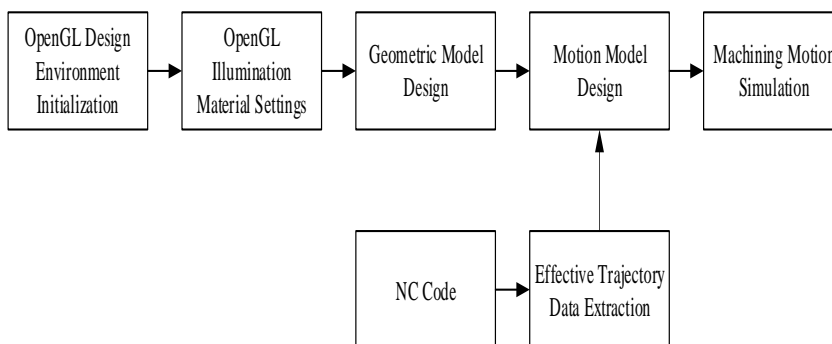 OpenGL Design
Environment
Initialization
OpenGL
Illumination
Material Settings
Geometric Model
Design
Motion Model
Design
Machining Motion
Simulation
NC Code
Effective Trajectory
Data Extraction